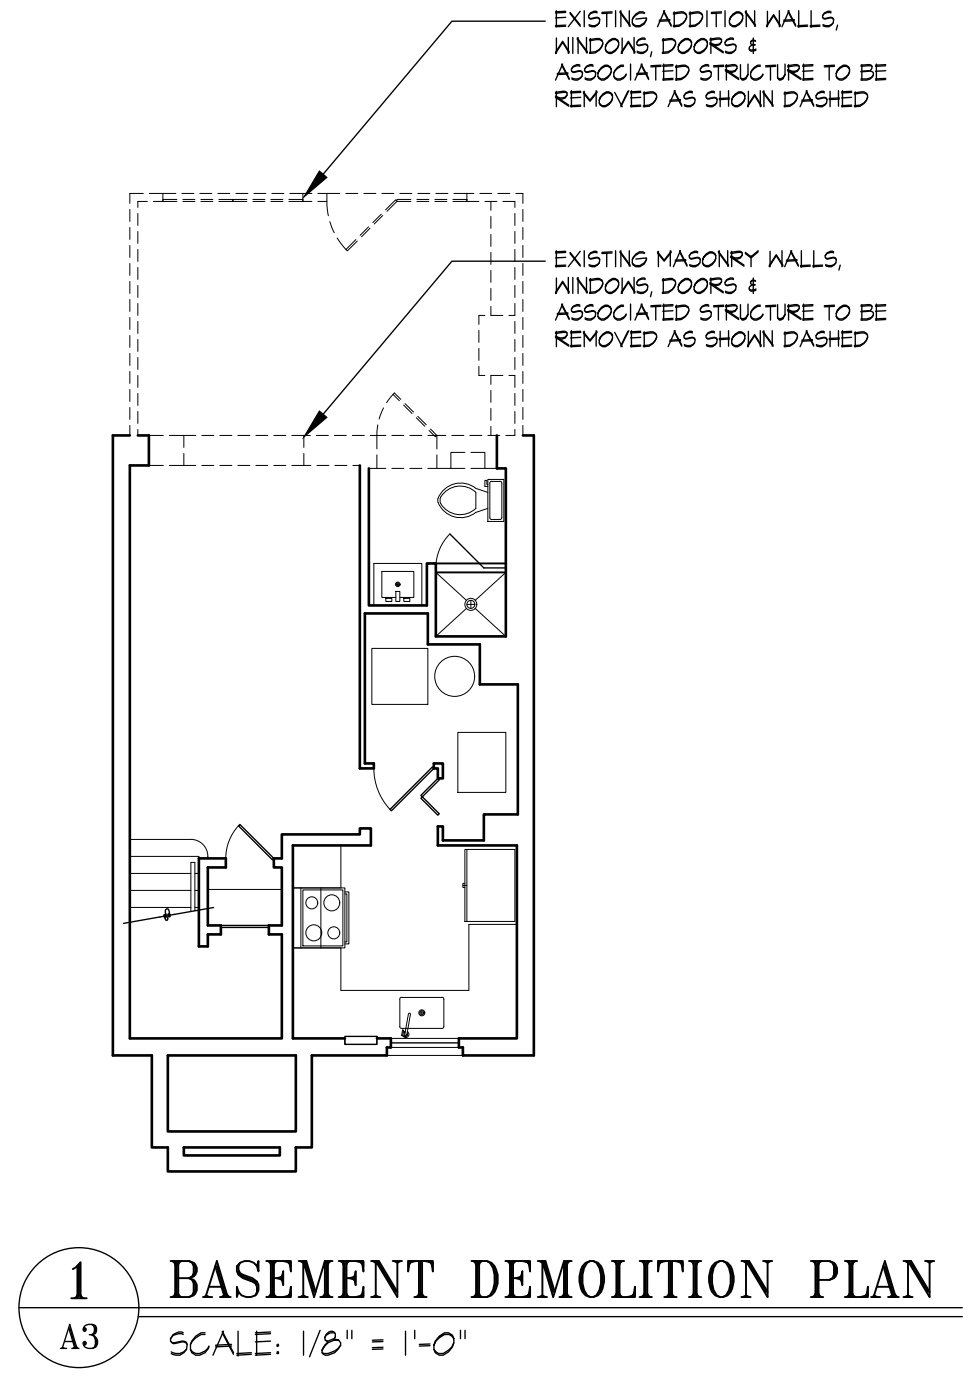 EXISTING ADDITION WALLS,
WINDOWS, DOORS &
ASSOCIATED STRUCTURE TO BE
REMOVED AS SHOWN DASHED
EXISTING MASONRY WALLS,
WINDOWS, DOORS &
ASSOCIATED STRUCTURE TO BE
REMOVED AS SHOWN DASHED
1
A3
BASEMENT DEMOLITION PLAN
SCALE: 1/8" = 1'-0"